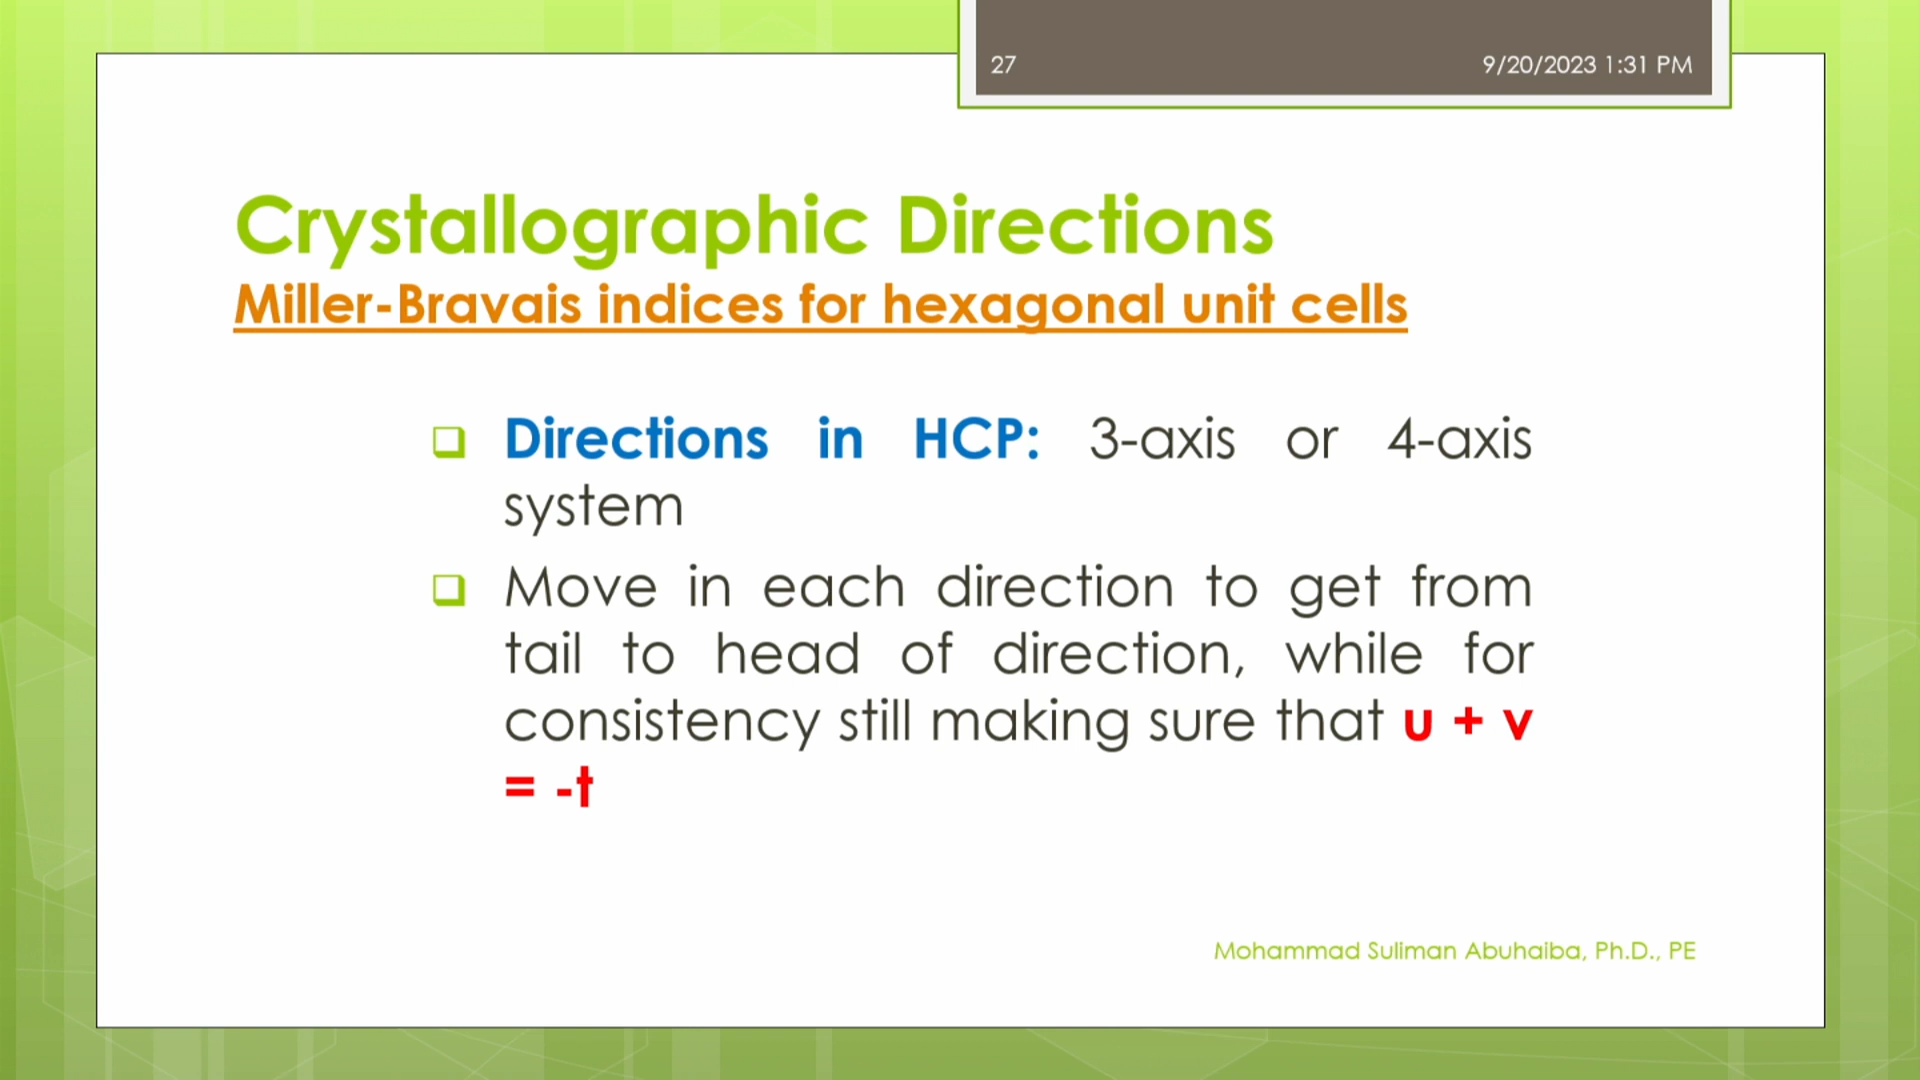 27
9/20/2023 1:31 PM
Crystallographic Directions
Miller-Bravais indices for hexagonal unit cells
Directions in HCP: 3-axis or 4-axis
system
Move in each direction to get from
tail to head of direction, while for
consistency still making sure that u + v
= -t
Mohammad Suliman Abuhaiba, Ph.D., PE